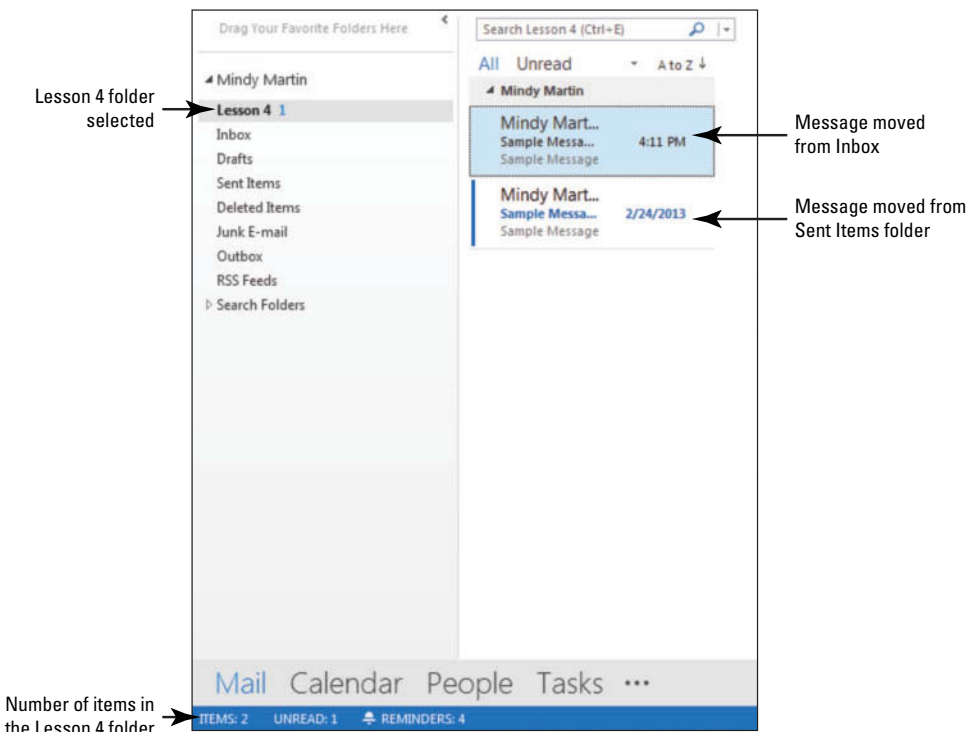 Drag Your Favorite Folders Here
Mindy Martin
Lesson 4 1
Inbox
Drafts
Sent Items
Deleted Items
Junk E-mail
Outbox
RSS Feeds
Search Folders
Search Lesson 4 (Ctrl+E)
All Unread A to Z ↓
Mindy Martin
Mindy Mart...
Sample Messa... 4:11 PM
Sample Message
Mindy Mart...
Sample Messa... 2/24/2013
Sample Message
Lesson 4 folder
selected
Message moved
from Inbox
Message moved from
Sent Items folder
Mail Calendar People Tasks ...
Number of items in
the Lesson 4 folder
ITEMS: 2 UNREAD: 1 REMINDERS: 4